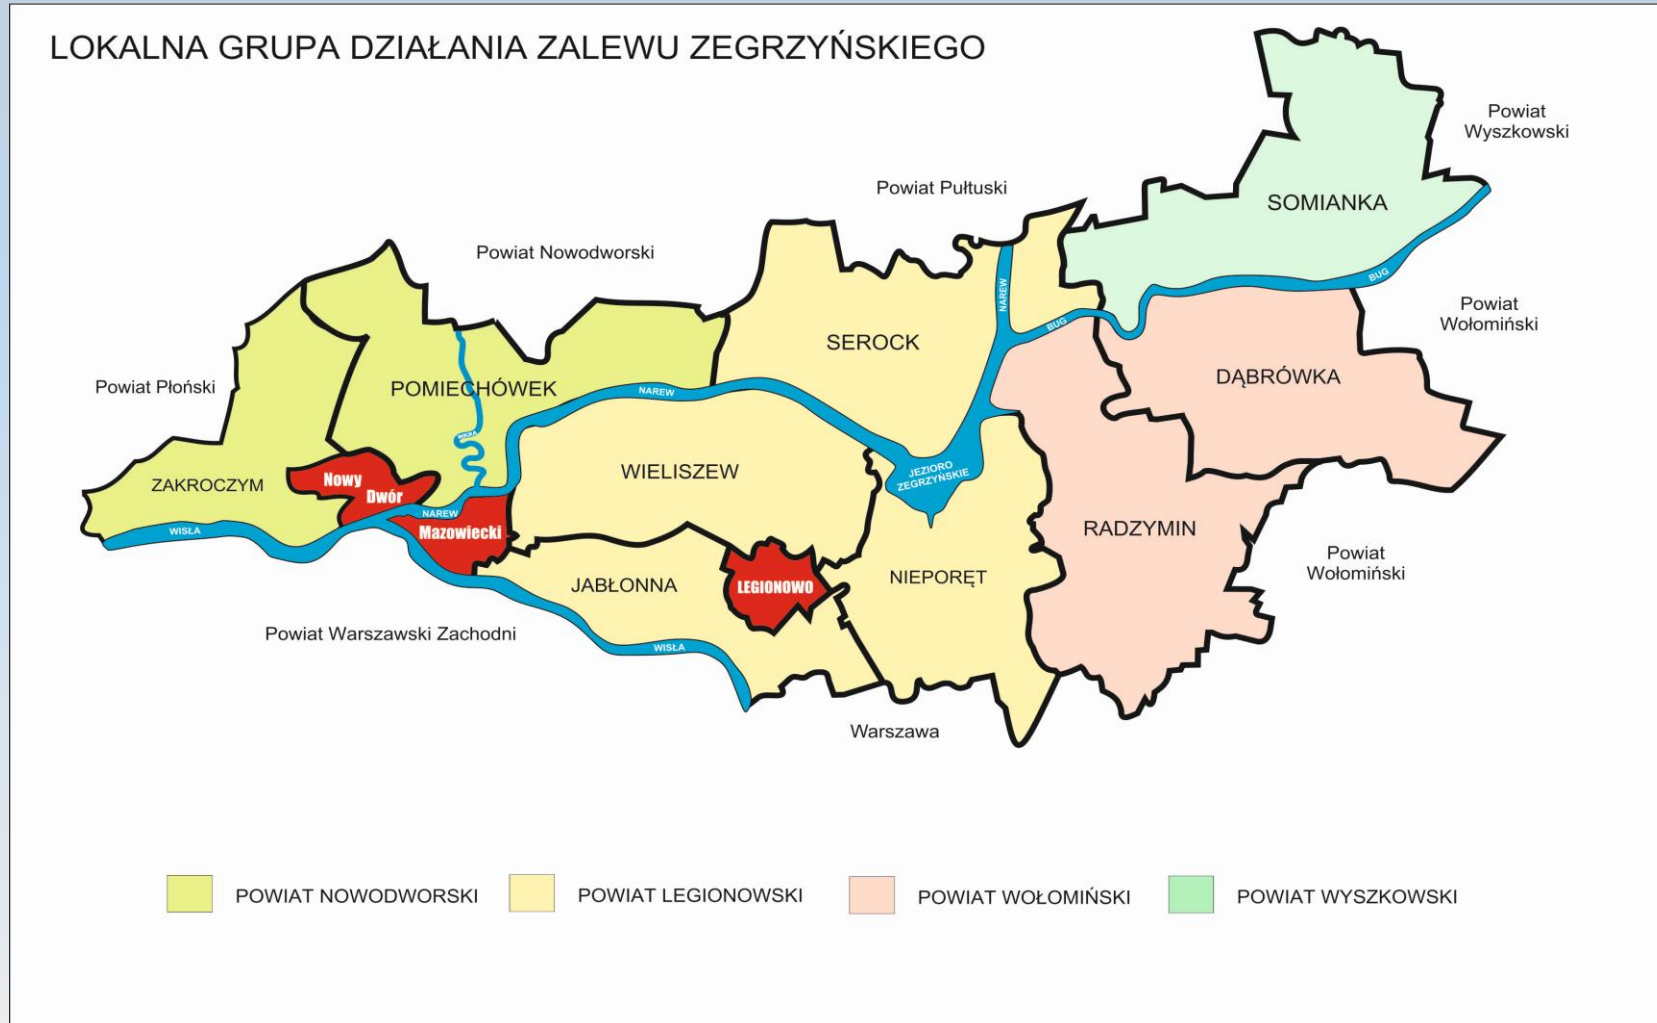 LOKALNA GRUPA DZIAŁANIA ZALEWU ZEGRZYŃSKIEGO
Powiat
Wyszkowski
Powiat Pułtuski
SOMIANKA
Powiat Nowodworski
BUG
NAREW
Powiat
Wołomiński
BUG
SEROCK
DĄBRÓWKA
Powiat Płoński
POMIECHÓWEK
NAREW
WKRA
WIELISZEW
JEZIORO
ZEGRZYŃSKIE
ZAKROCZYM
Nowy
Dwór
NAREW
WISŁA
Mazowiecki
RADZYMIN
Powiat
Wołomiński
JABŁONNA
LEGIONOWO
NIEPORĘT
Powiat Warszawski Zachodni
WISŁA
Warszawa
POWIAT NOWODWORSKI
POWIAT LEGIONOWSKI
POWIAT WOŁOMIŃSKI
POWIAT WYSZKOWSKI